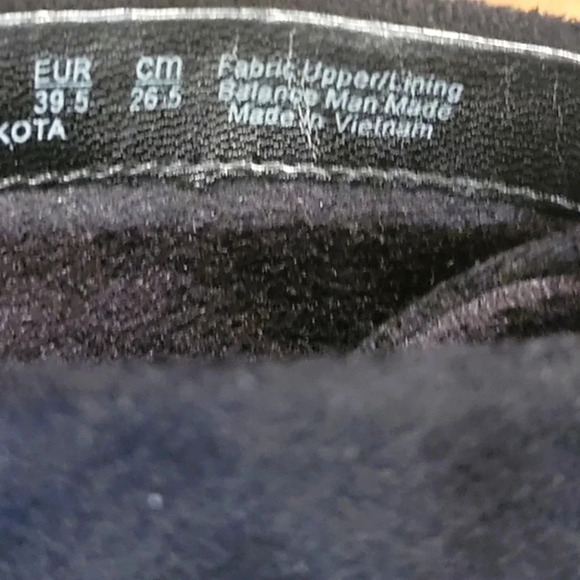 EUR cm Fabric Upper/Lining
39.5 26.5 Balance Man Made
KOTA Made in Vietnam